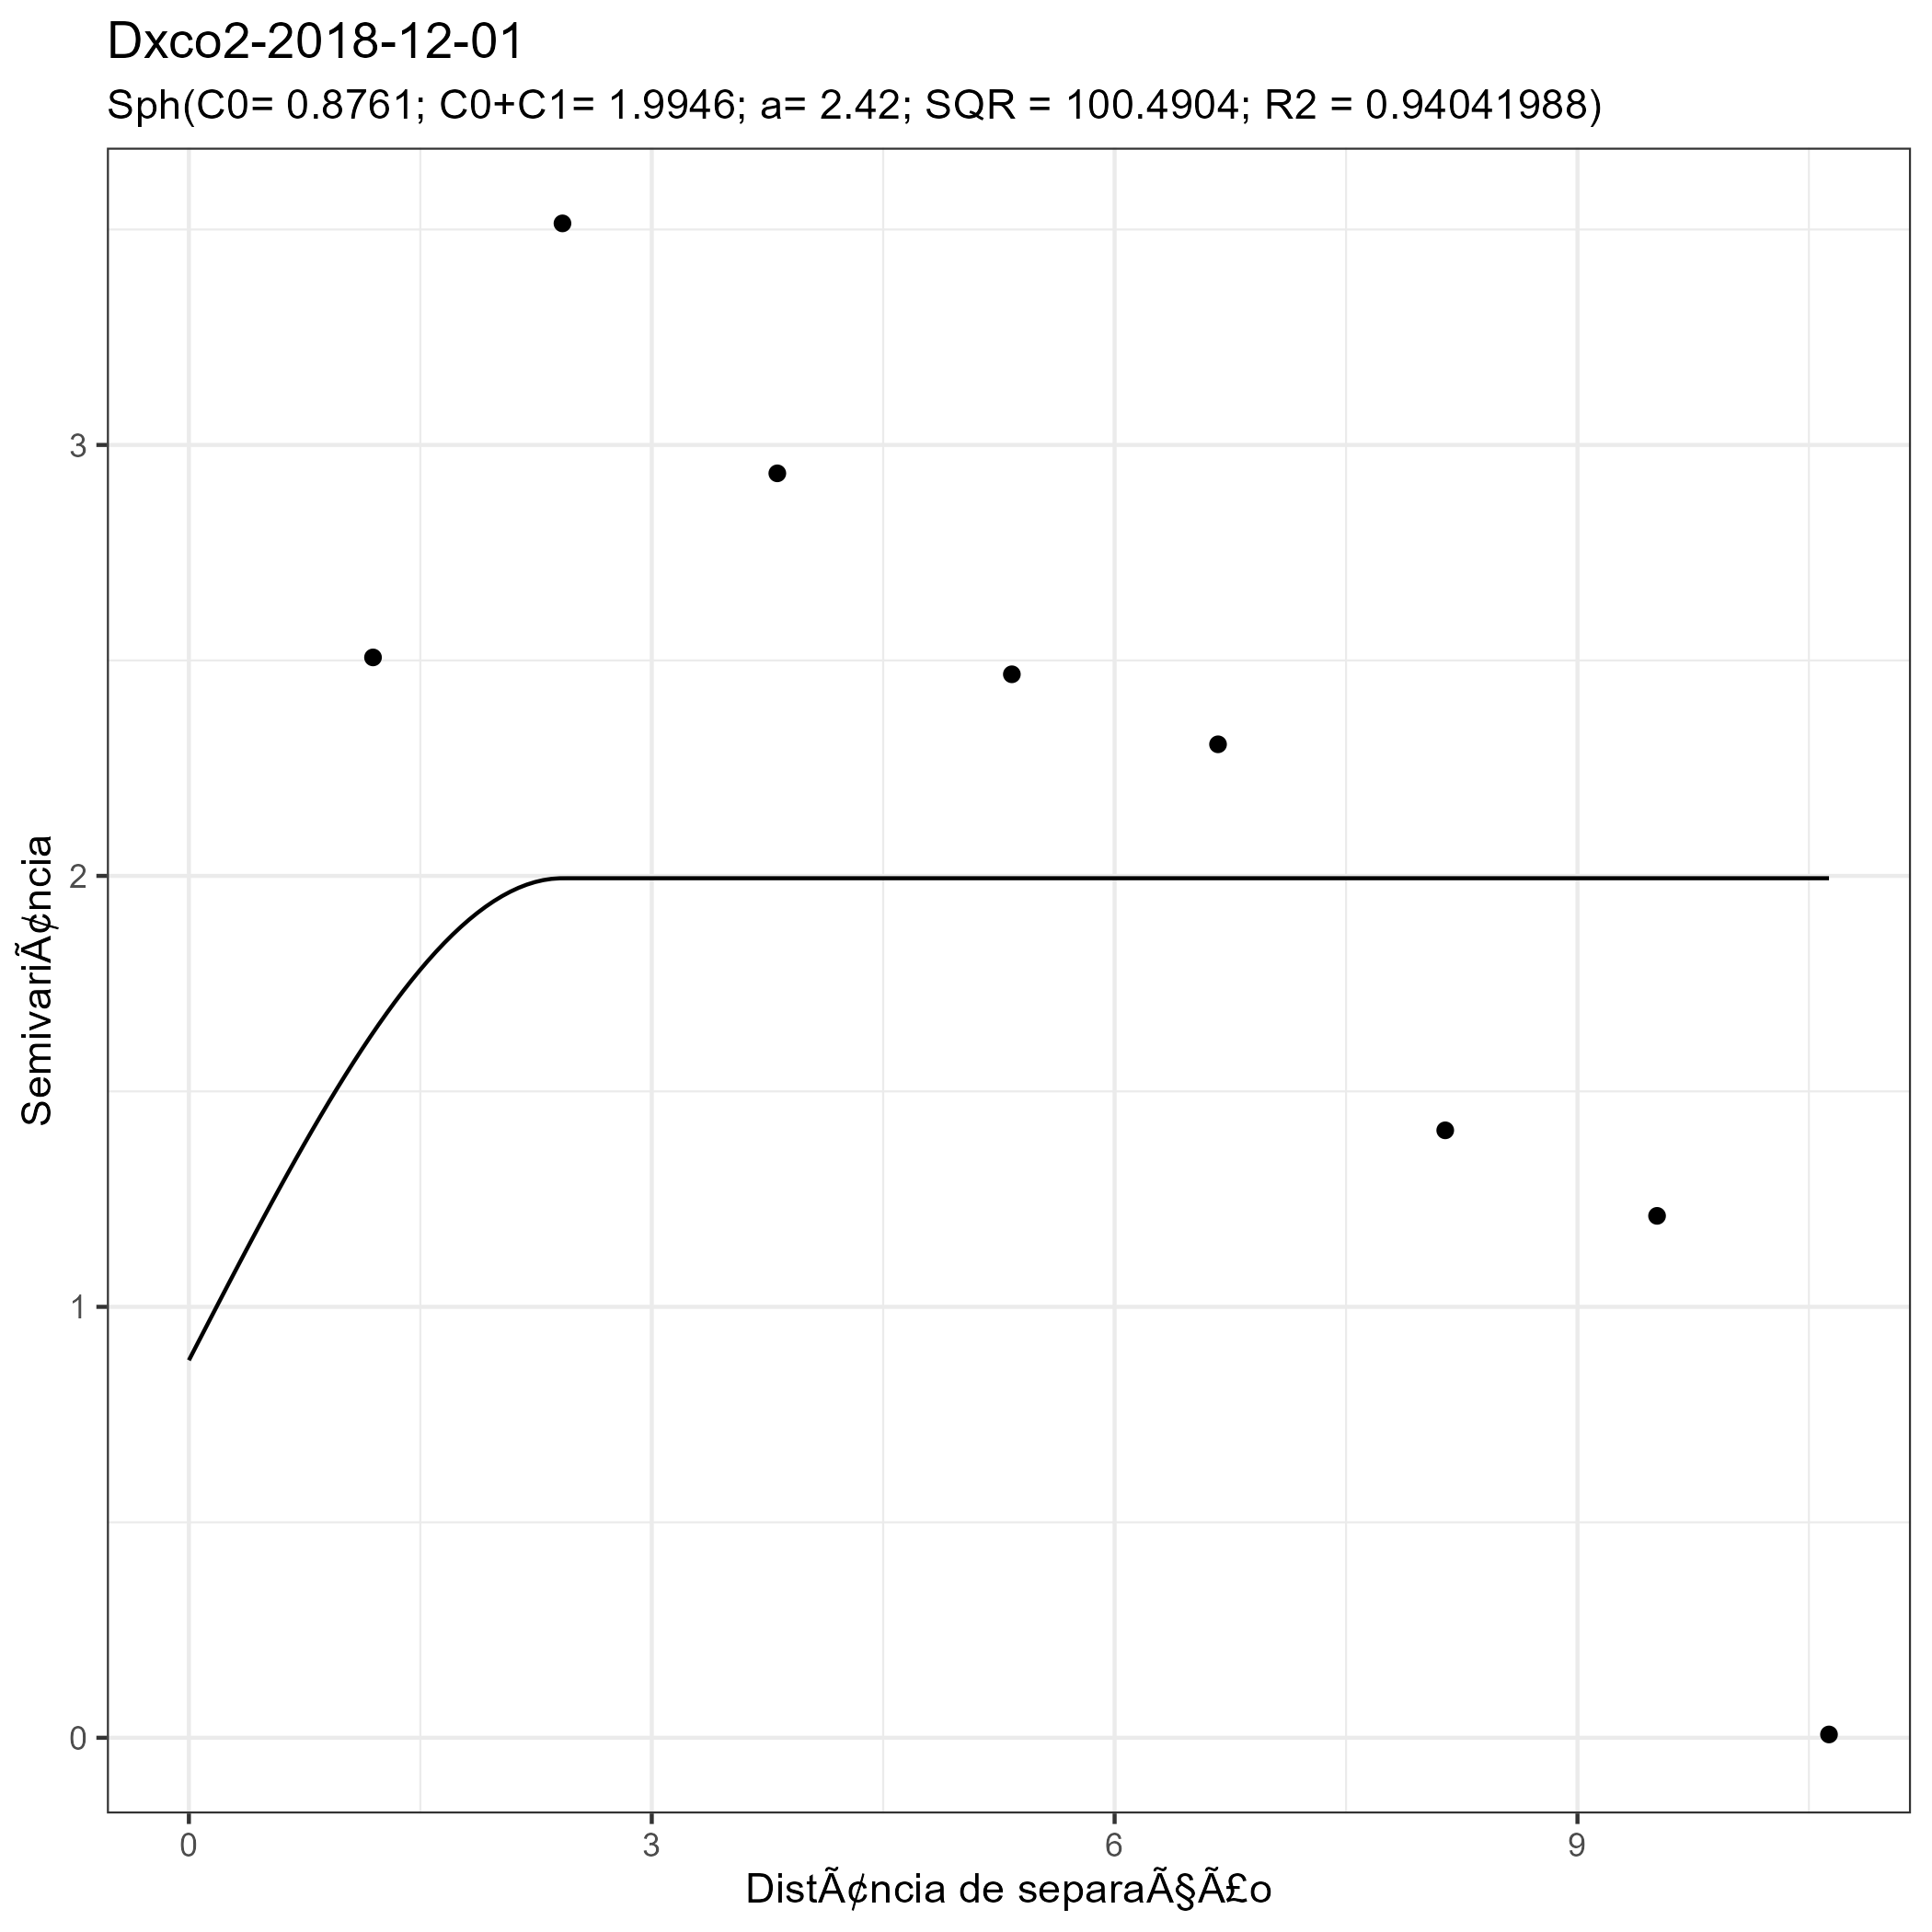 Dxco2-2018-12-01
Sph(C0= 0.8761; C0+C1= 1.9946; a= 2.42; SQR = 100.4904; R2 = 0.94041988)
3
2
1
0
SemivariÃ¢ncia
0
3
6
9
DistÃ¢ncia de separaÃ§Ã£o